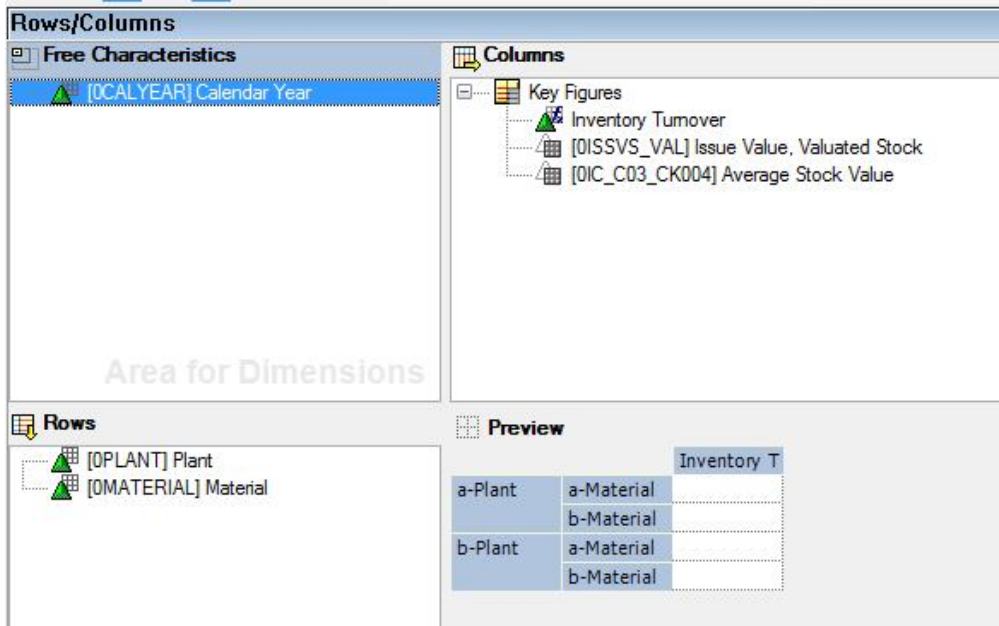 Rows/Columns
Free Characteristics
[0CALYEAR] Calendar Year
Area for Dimensions
Columns
Key Figures
Inventory Turnover
[0ISSVS_VAL] Issue Value, Valuated Stock
[0IC_C03_CK004] Average Stock Value
Rows
[0PLANT] Plant
[0MATERIAL] Material
Preview
Inventory T
a-Plant a-Material
b-Material
b-Plant a-Material
b-Material